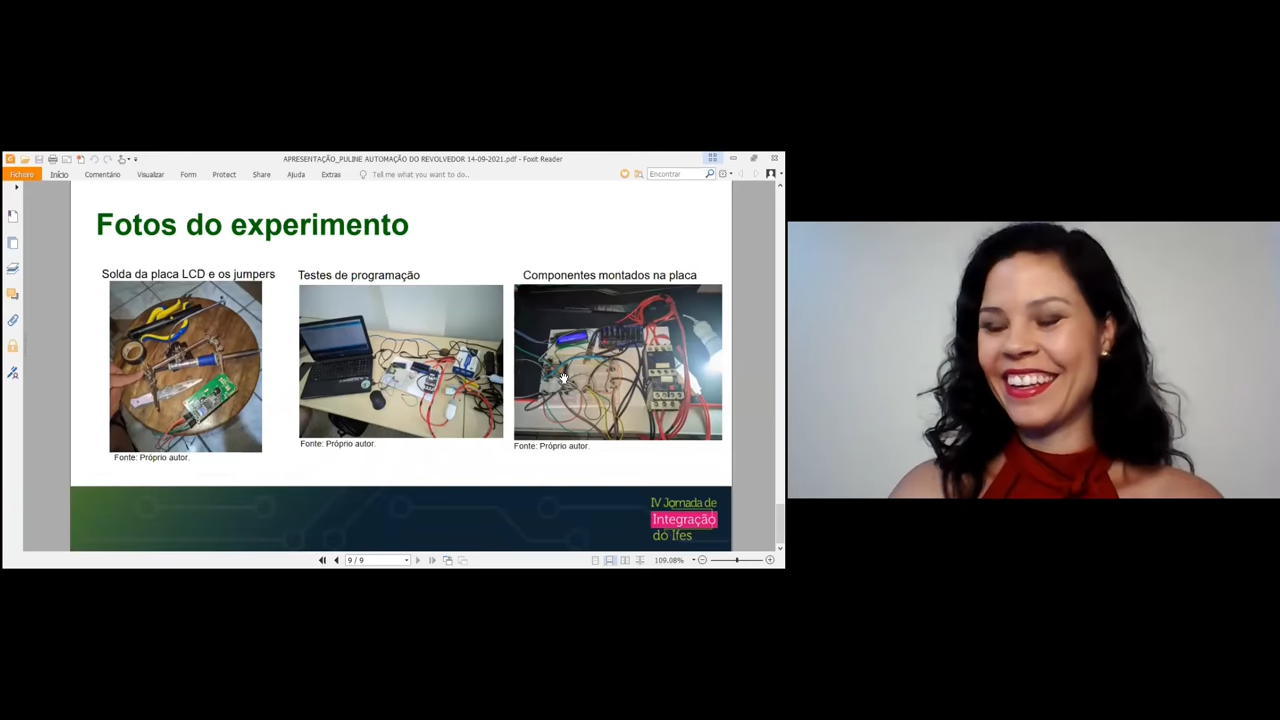 APRESENTAÇÃO_PULINE AUTOMAÇÃO DO REVOLVEDOR 14-09-2021.pdf - Foxit Reader
Ficheiro Início Comentário Visualizar Form Protect Share Ajuda Extras Tell me what you want to do.. Encontrar
Fotos do experimento
Solda da placa LCD e os jumpers
Testes de programação
Componentes montados na placa
Fonte: Próprio autor.
Fonte: Próprio autor.
Fonte: Próprio autor.
IV Jornada de
Integração
do Ifes
9 / 9
109.08%